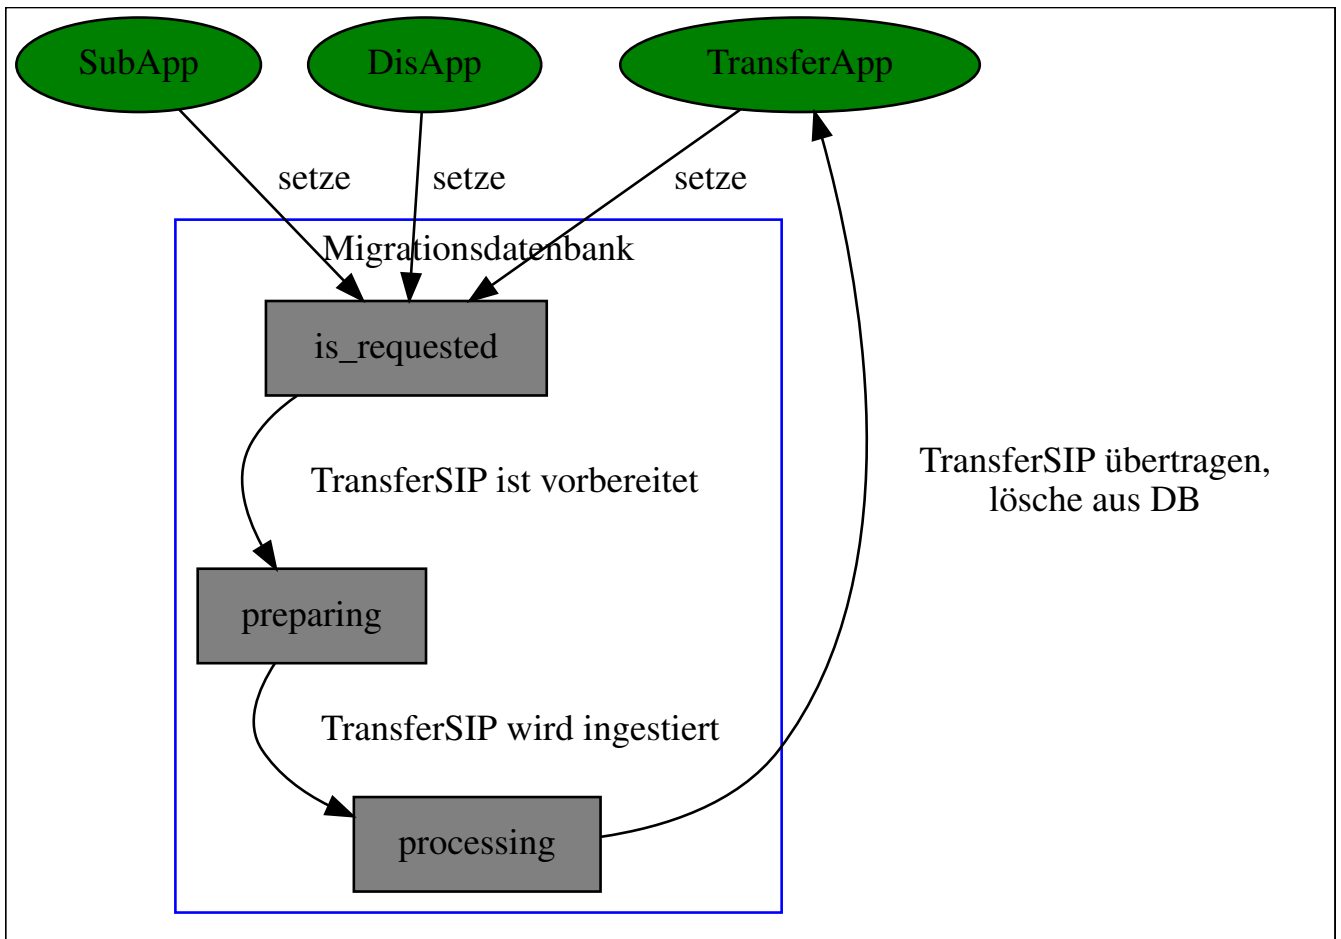 SubApp
DisApp
TransferApp
setze
setze
setze
Migrationsdatenbank
is_requested
TransferSIP übertragen,
lösche aus DB
TransferSIP ist vorbereitet
preparing
TransferSIP wird ingestiert
processing